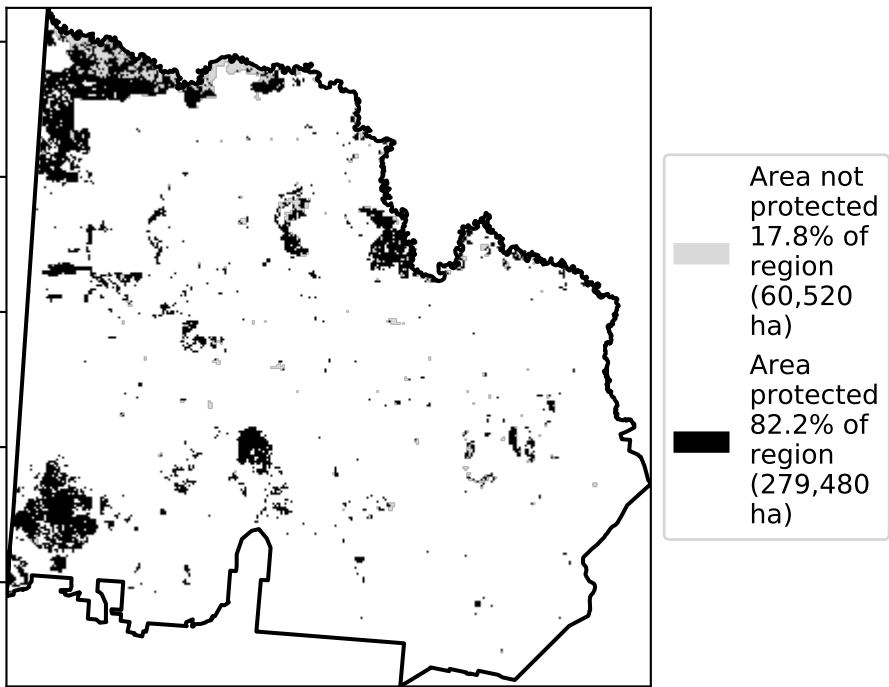 Area not
protected
17.8% of
region
(60,520
ha)
Area
protected
82.2% of
region
(279,480
ha)